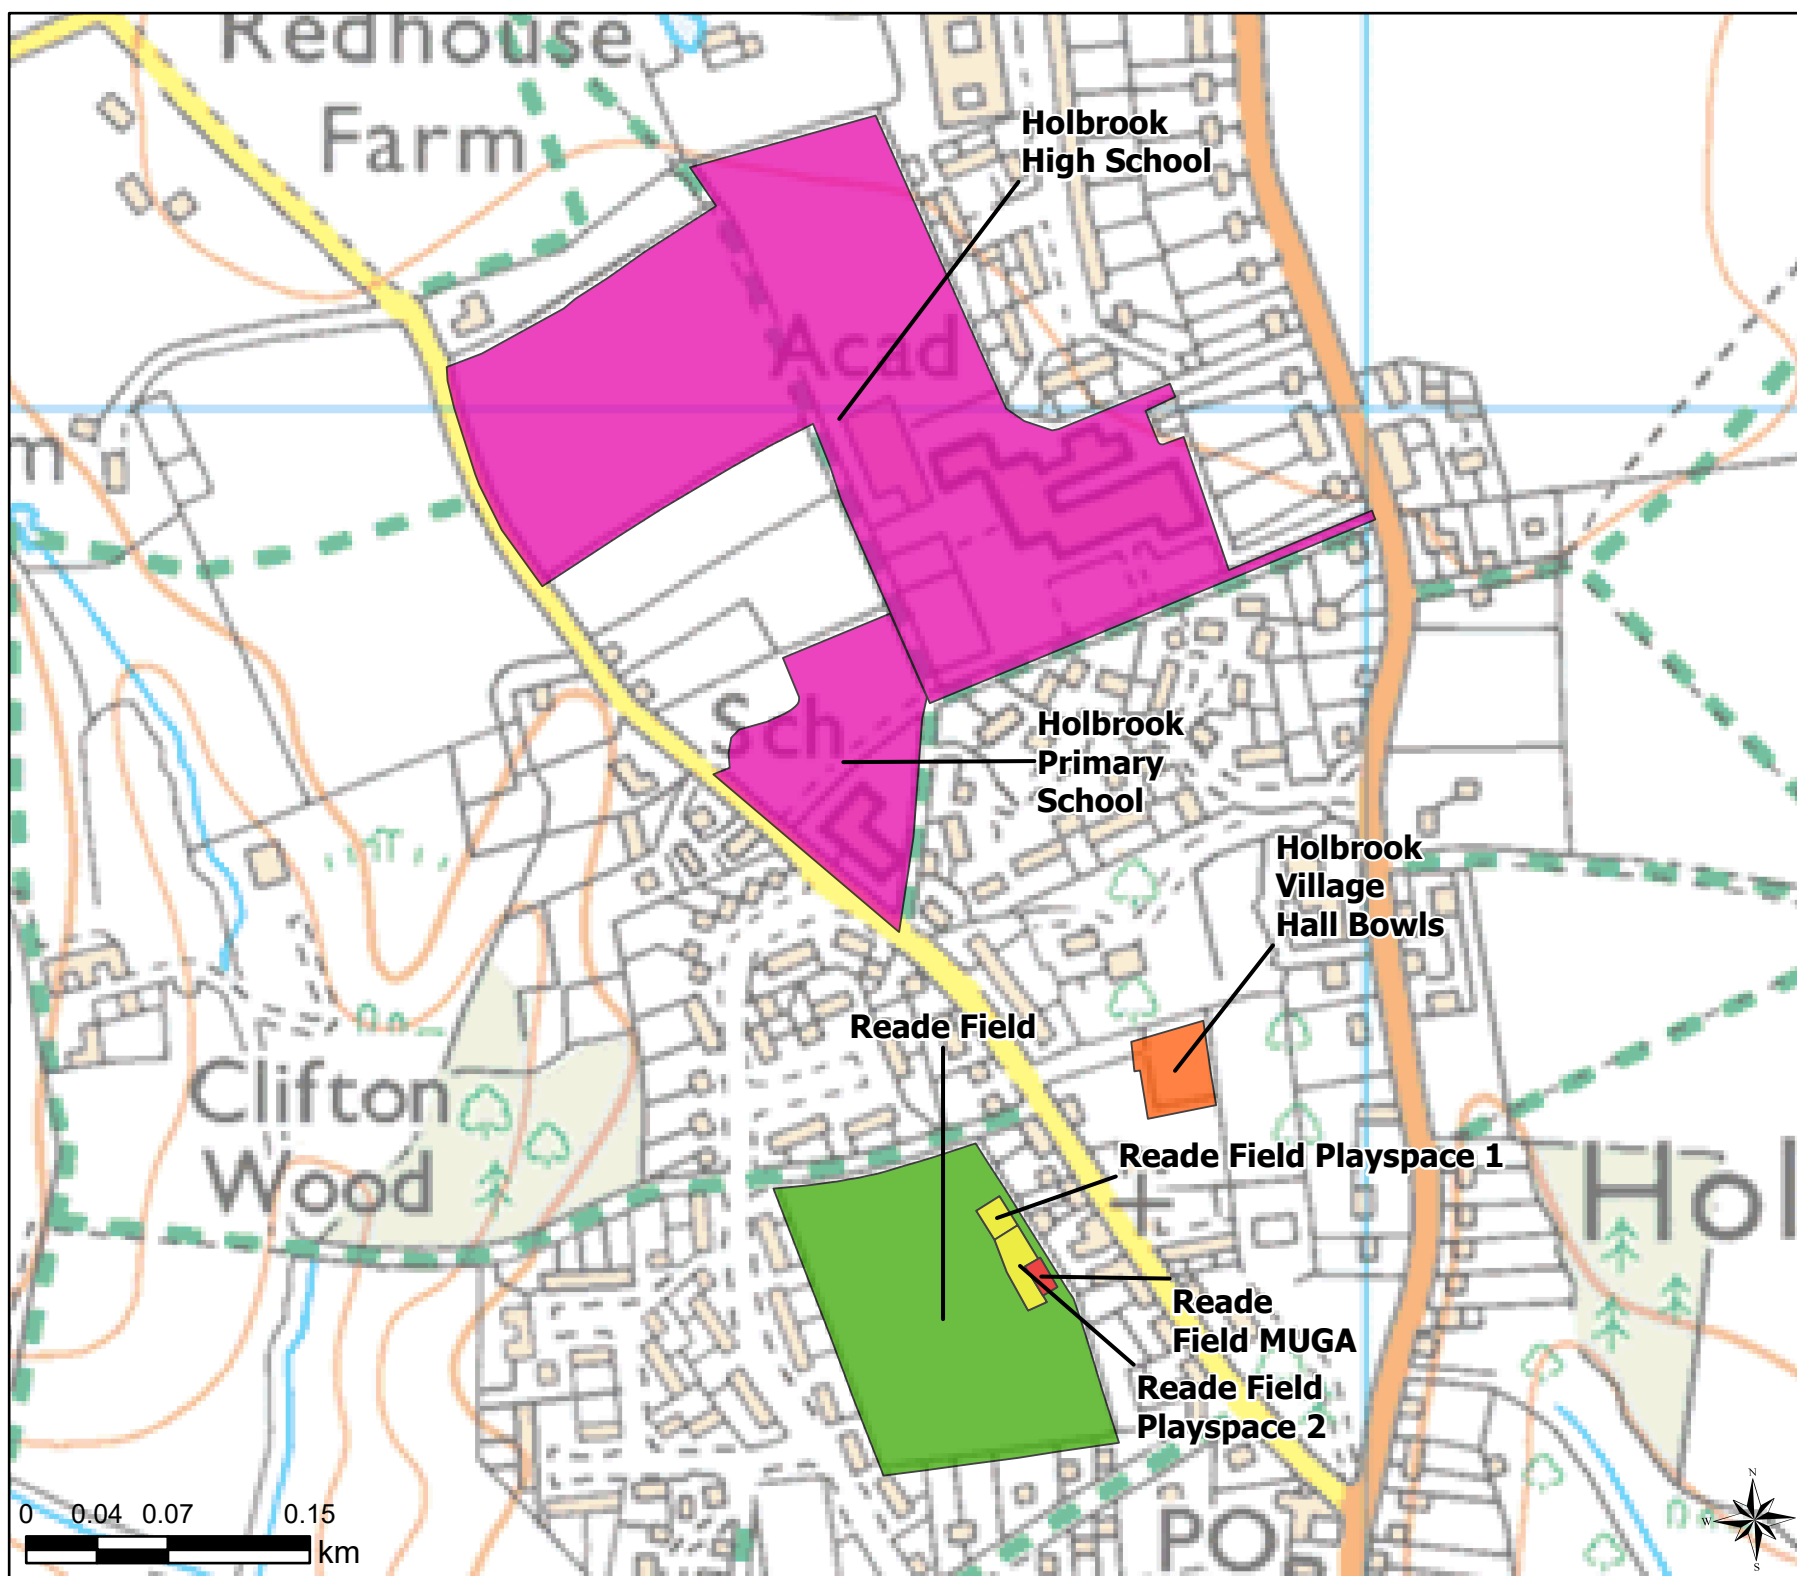 Redhouse
Farm
Holbrook
High School
Acad
m
Sch
Holbrook
Primary
School
Holbrook
Village
Hall Bowls
Reade Field
Clifton
Wood
Reade Field Playspace 1
Hol
Reade
Field MUGA
Reade Field
Playspace 2
0 0.04 0.07 0.15
km
PO
N
W
S